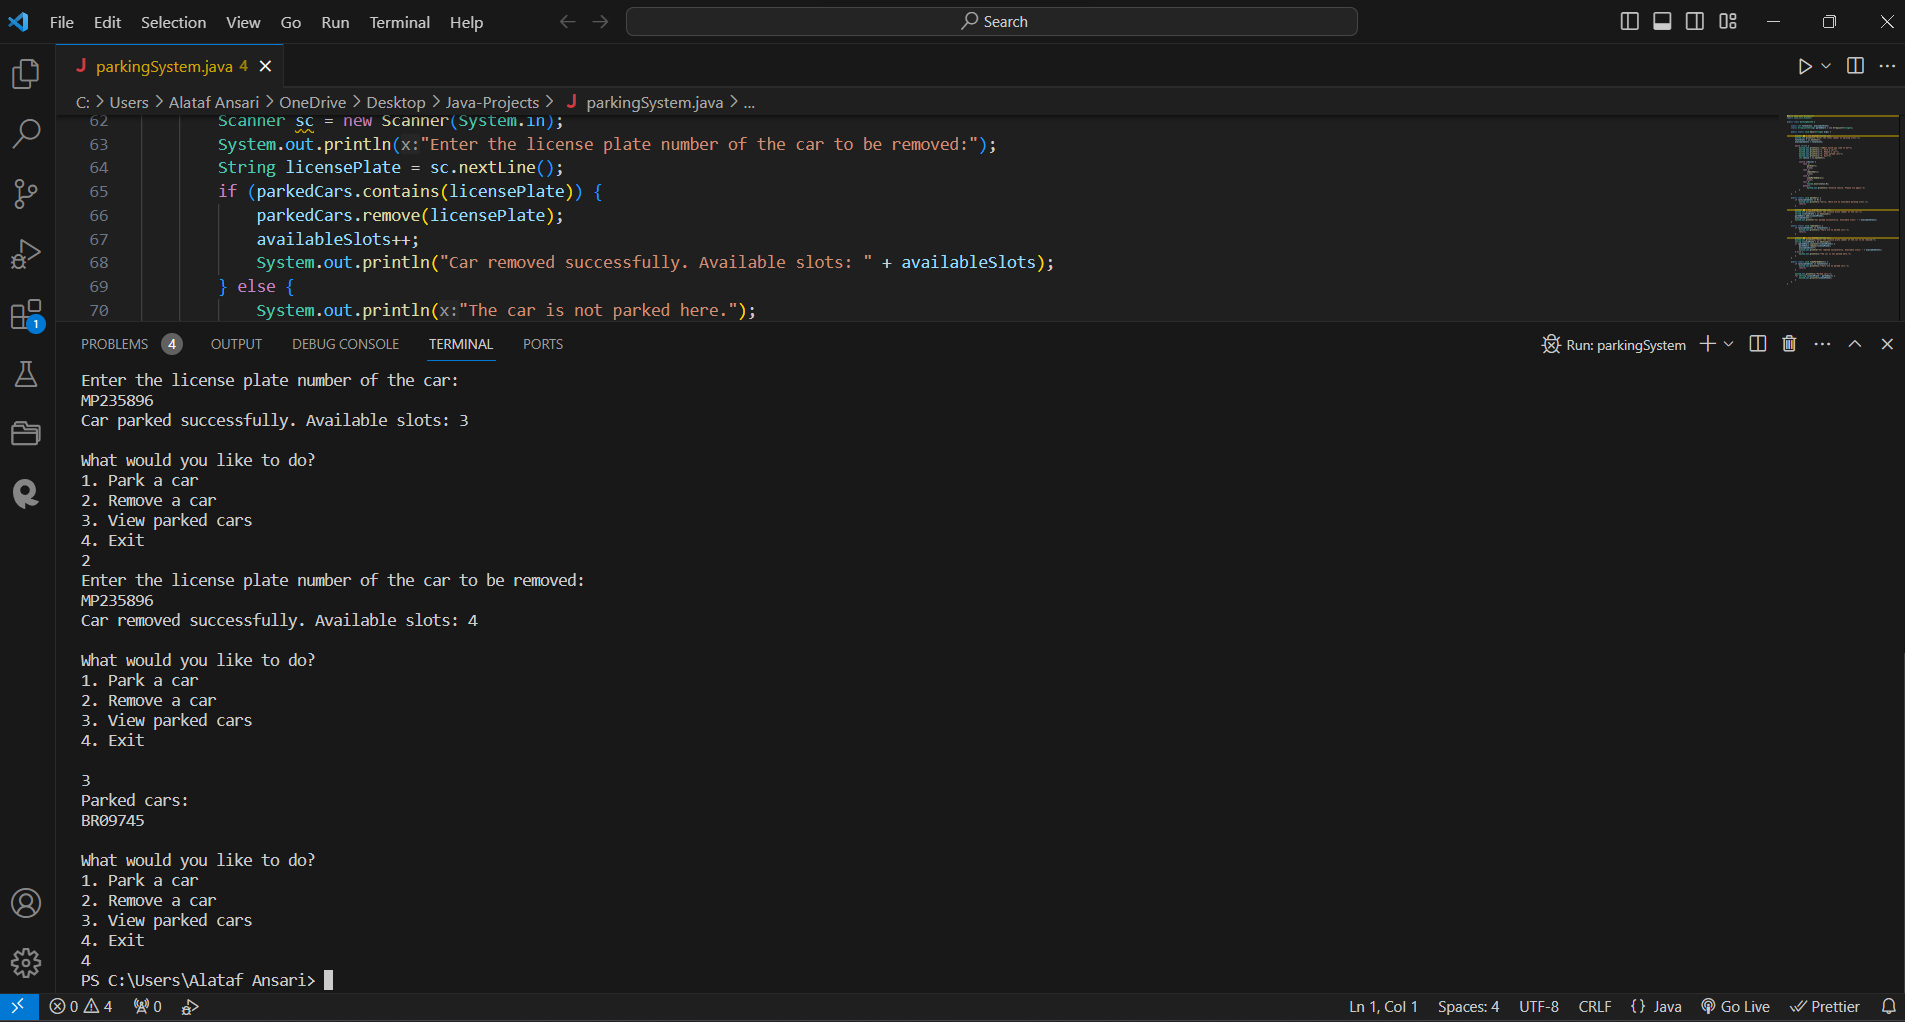 File Edit Selection View Go Run Terminal Help
Search
J parkingSystem.java 4
C: > Users > Alataf Ansari > OneDrive > Desktop > Java-Projects > J parkingSystem.java > ...
62 Scanner sc = new Scanner(System.in);
63 System.out.println(x:"Enter the license plate number of the car to be removed:");
64 String licensePlate = sc.nextLine();
65 if (parkedCars.contains(licensePlate)) {
66 parkedCars.remove(licensePlate);
67 availableSlots++;
68 System.out.println("Car removed successfully. Available slots: " + availableSlots);
69 } else {
70 System.out.println(x:"The car is not parked here.");
PROBLEMS 4 OUTPUT DEBUG CONSOLE TERMINAL PORTS
Run: parkingSystem
1
Enter the license plate number of the car:
MP235896
Car parked successfully. Available slots: 3
What would you like to do?
1. Park a car
2. Remove a car
3. View parked cars
4. Exit
2
Enter the license plate number of the car to be removed:
MP235896
Car removed successfully. Available slots: 4
What would you like to do?
1. Park a car
2. Remove a car
3. View parked cars
4. Exit
3
Parked cars:
BR09745
What would you like to do?
1. Park a car
2. Remove a car
3. View parked cars
4. Exit
4
PS C:\Users\Alataf Ansari>
0 4 0
Ln 1, Col 1 Spaces: 4 UTF-8 CRLF {} Java Go Live Prettier